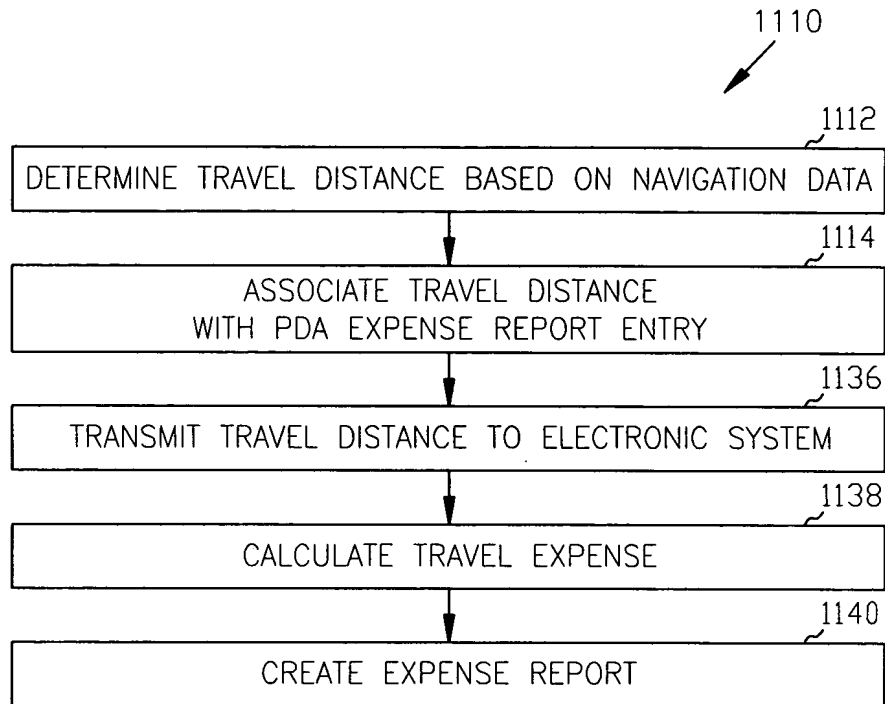 1110
1112
DETERMINE TRAVEL DISTANCE BASED ON NAVIGATION DATA
1114
ASSOCIATE TRAVEL DISTANCE
WITH PDA EXPENSE REPORT ENTRY
1136
TRANSMIT TRAVEL DISTANCE TO ELECTRONIC SYSTEM
1138
CALCULATE TRAVEL EXPENSE
1140
CREATE EXPENSE REPORT